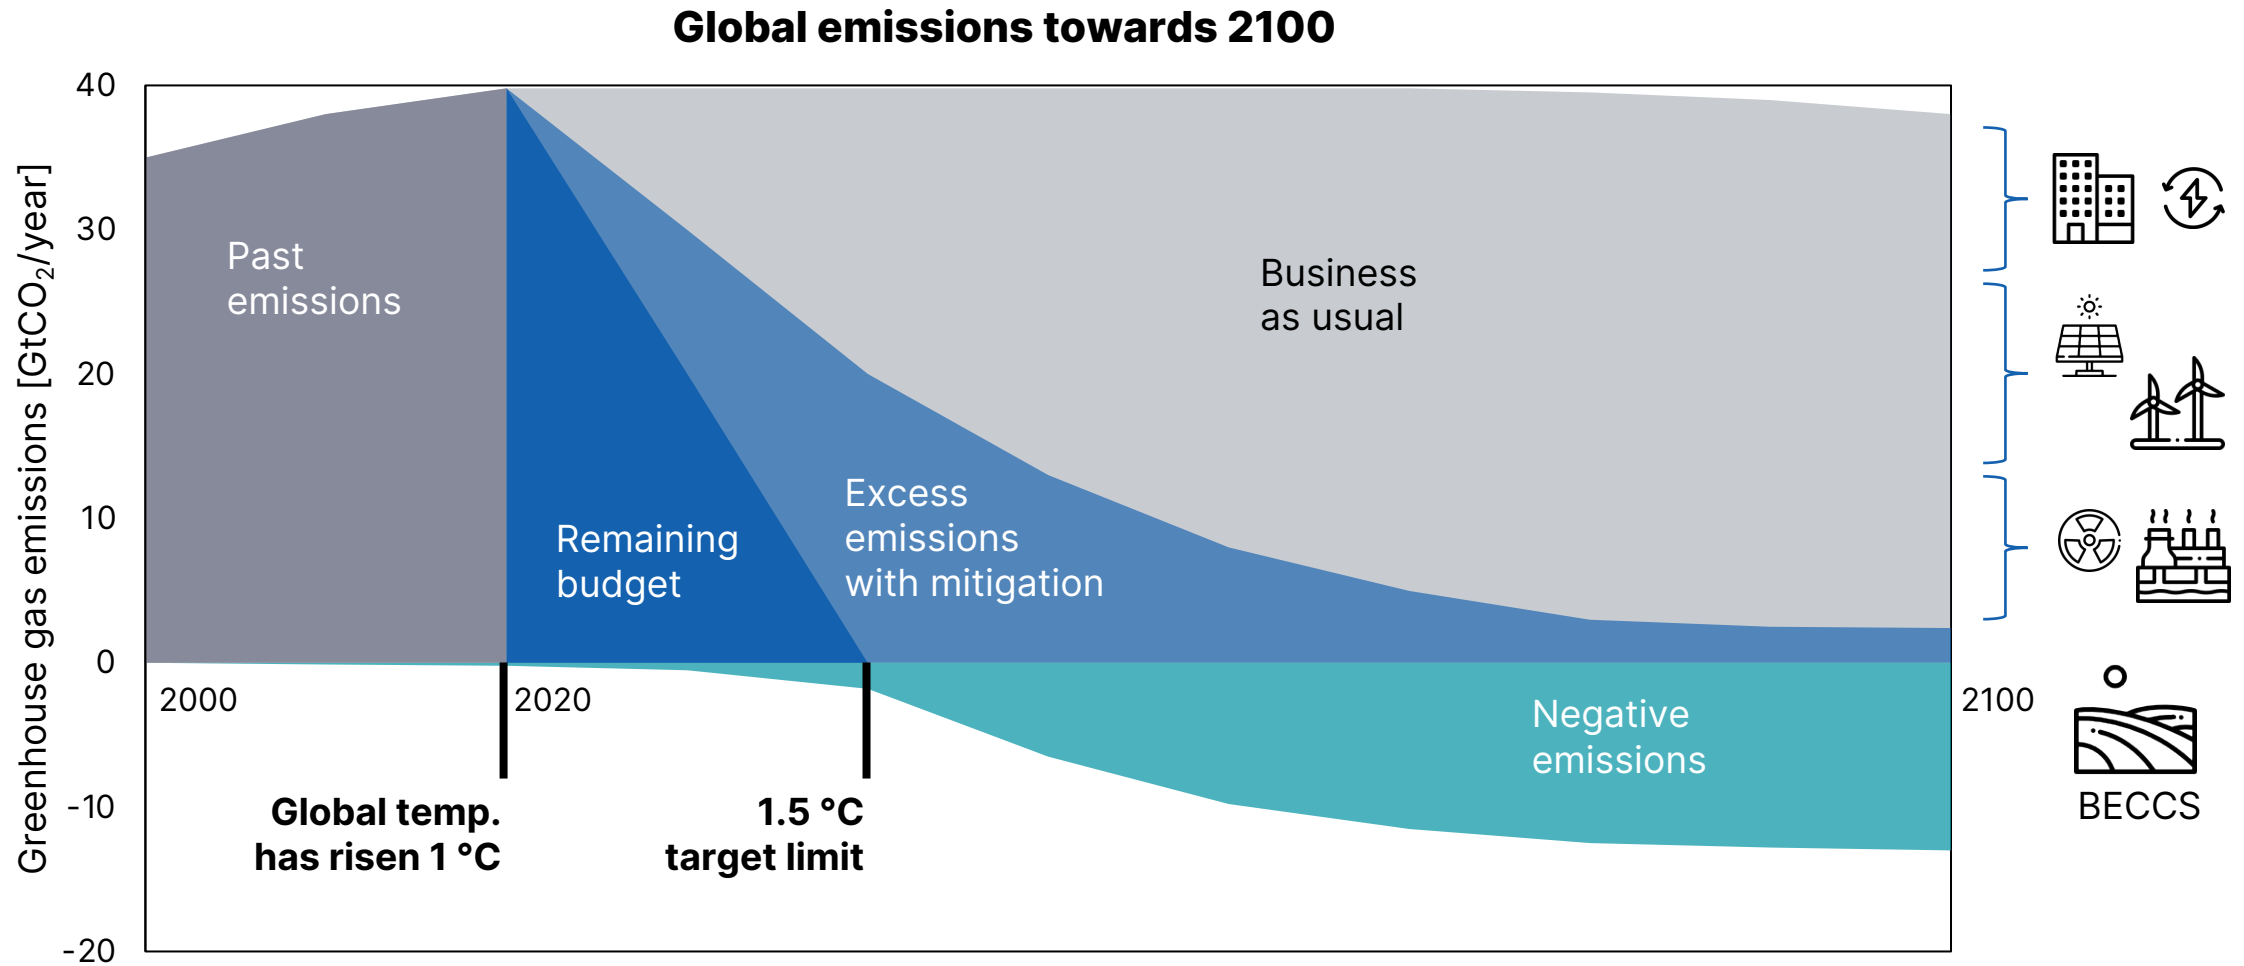 Global emissions towards 2100
Greenhouse gas emissions [GtCO₂/year]
40
30
20
10
0
-10
-20
Past
emissions
Remaining
budget
Excess
emissions
with mitigation
Business
as usual
Negative
emissions
2000
2020
2100
Global temp.
has risen 1 °C
1.5 °C
target limit
BECCS